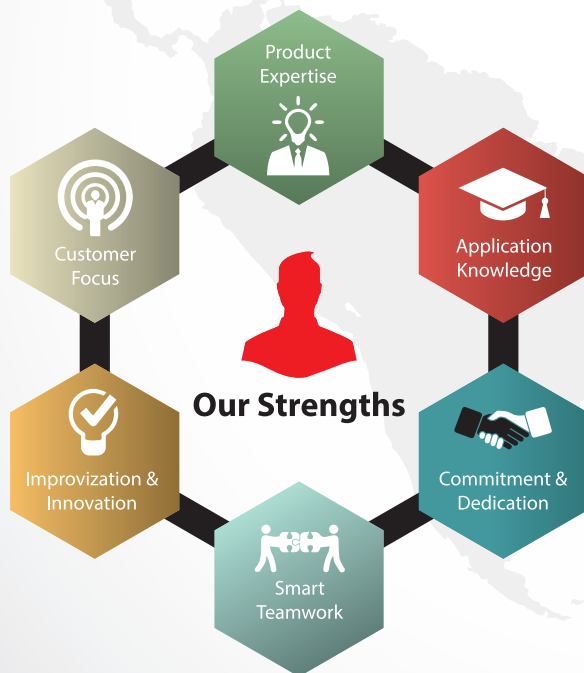 Product
Expertise
Customer
Focus
Application
Knowledge
Our Strengths
Improvization &
Innovation
Commitment &
Dedication
Smart
Teamwork